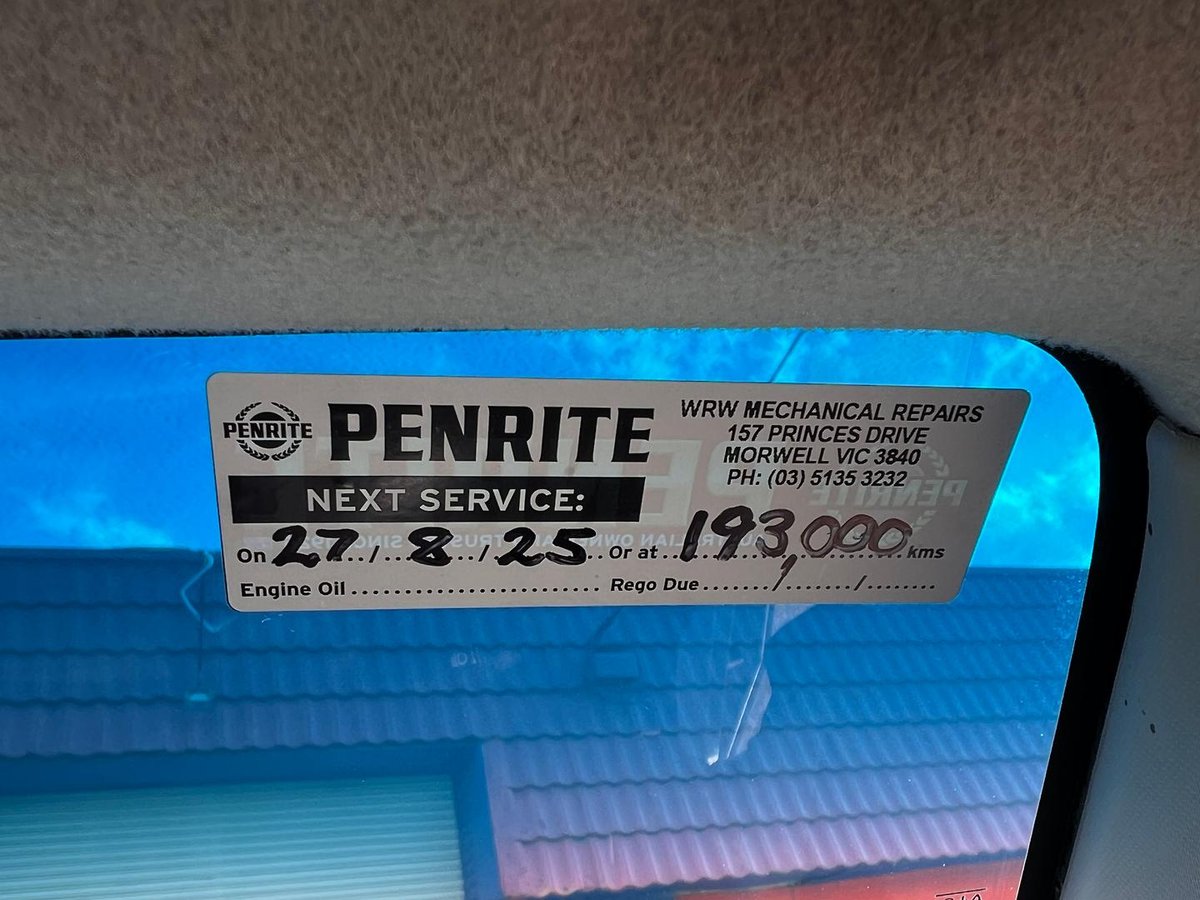 PENRITE
PENRITE
WRW MECHANICAL REPAIRS
157 PRINCES DRIVE
MORWELL VIC 3840
PH: (03) 5135 3232
NEXT SERVICE:
On 27 / 8 / 25 Or at 193,000 kms
Engine Oil ........................ Rego Due ......./......./.......